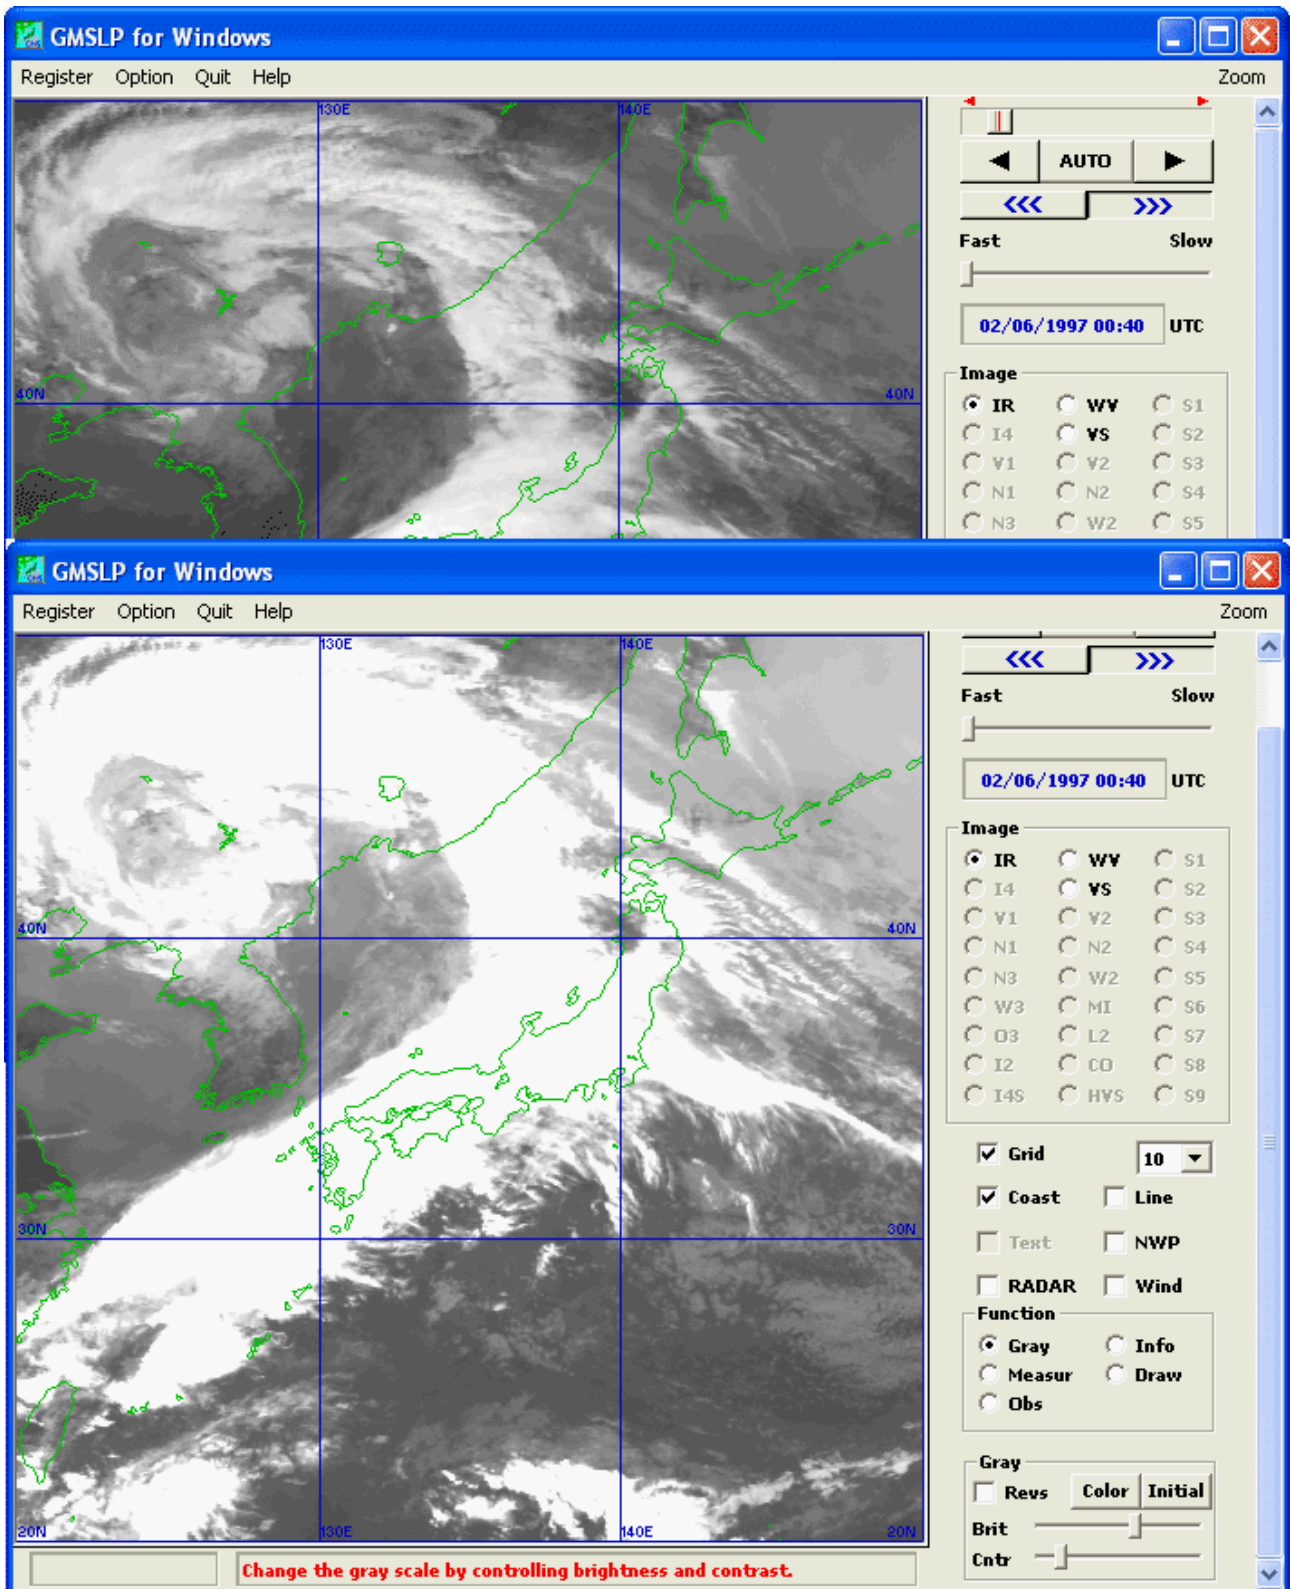 GMSLP for Windows
Register Option Quit Help Zoom
130E 140E
AUTO
<<< >>>
Fast Slow
02/06/1997 00:40 UTC
Image
40N 40N
IR WV S1
I4 VS S2
V1 V2 S3
N1 N2 S4
N3 W2 S5
GMSLP for Windows
Register Option Quit Help Zoom
130E 140E
<<< >>>
Fast Slow
02/06/1997 00:40 UTC
Image
IR WV S1
I4 VS S2
40N 40N
V1 V2 S3
N1 N2 S4
N3 W2 S5
W3 MI S6
O3 L2 S7
I2 CO S8
I4S HVS S9
Grid 10
Coast Line
30N 30N
Text NWP
RADAR Wind
Function
Gray Info
Measur Draw
Obs
Gray
Revs Color Initial
Brit
20N 130E 140E 20N
Cntr
Change the gray scale by controlling brightness and contrast.